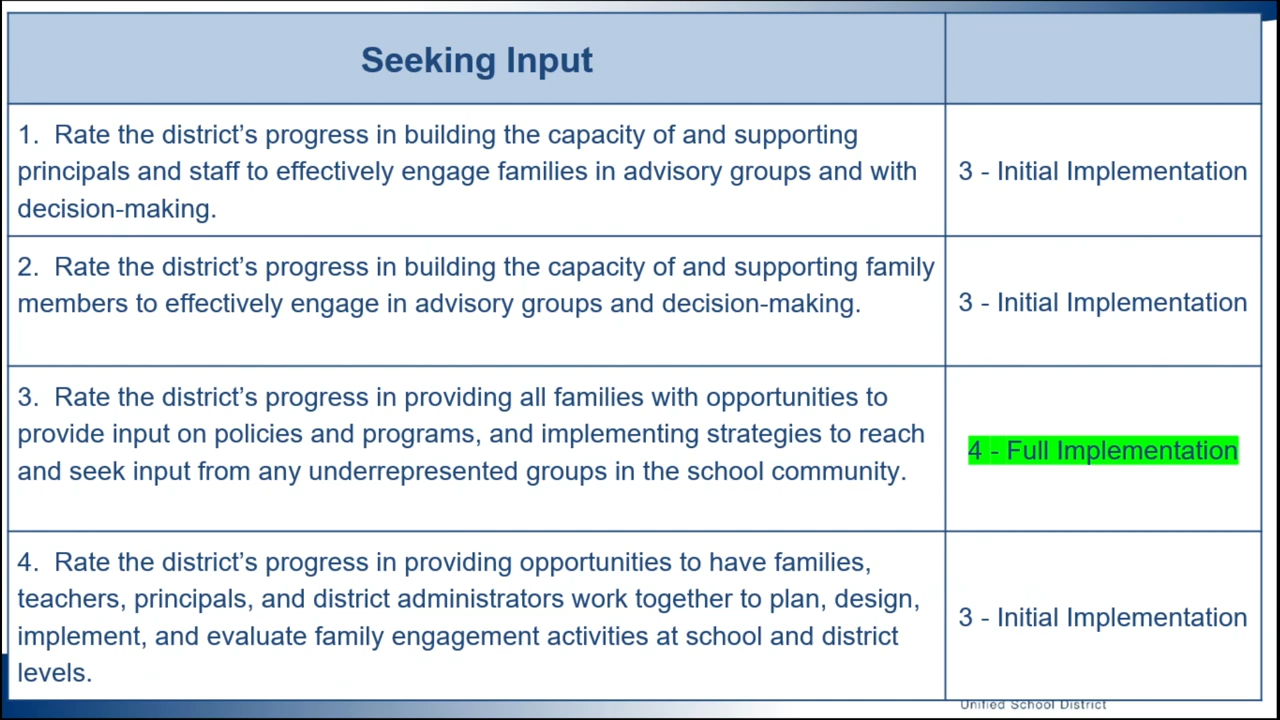 Seeking Input
1. Rate the district’s progress in building the capacity of and supporting
principals and staff to effectively engage families in advisory groups and with
decision-making.
3 - Initial Implementation
2. Rate the district’s progress in building the capacity of and supporting family
members to effectively engage in advisory groups and decision-making.
3 - Initial Implementation
3. Rate the district’s progress in providing all families with opportunities to
provide input on policies and programs, and implementing strategies to reach
and seek input from any underrepresented groups in the school community.
4 - Full Implementation
4. Rate the district’s progress in providing opportunities to have families,
teachers, principals, and district administrators work together to plan, design,
implement, and evaluate family engagement activities at school and district
levels.
3 - Initial Implementation
Unified School District